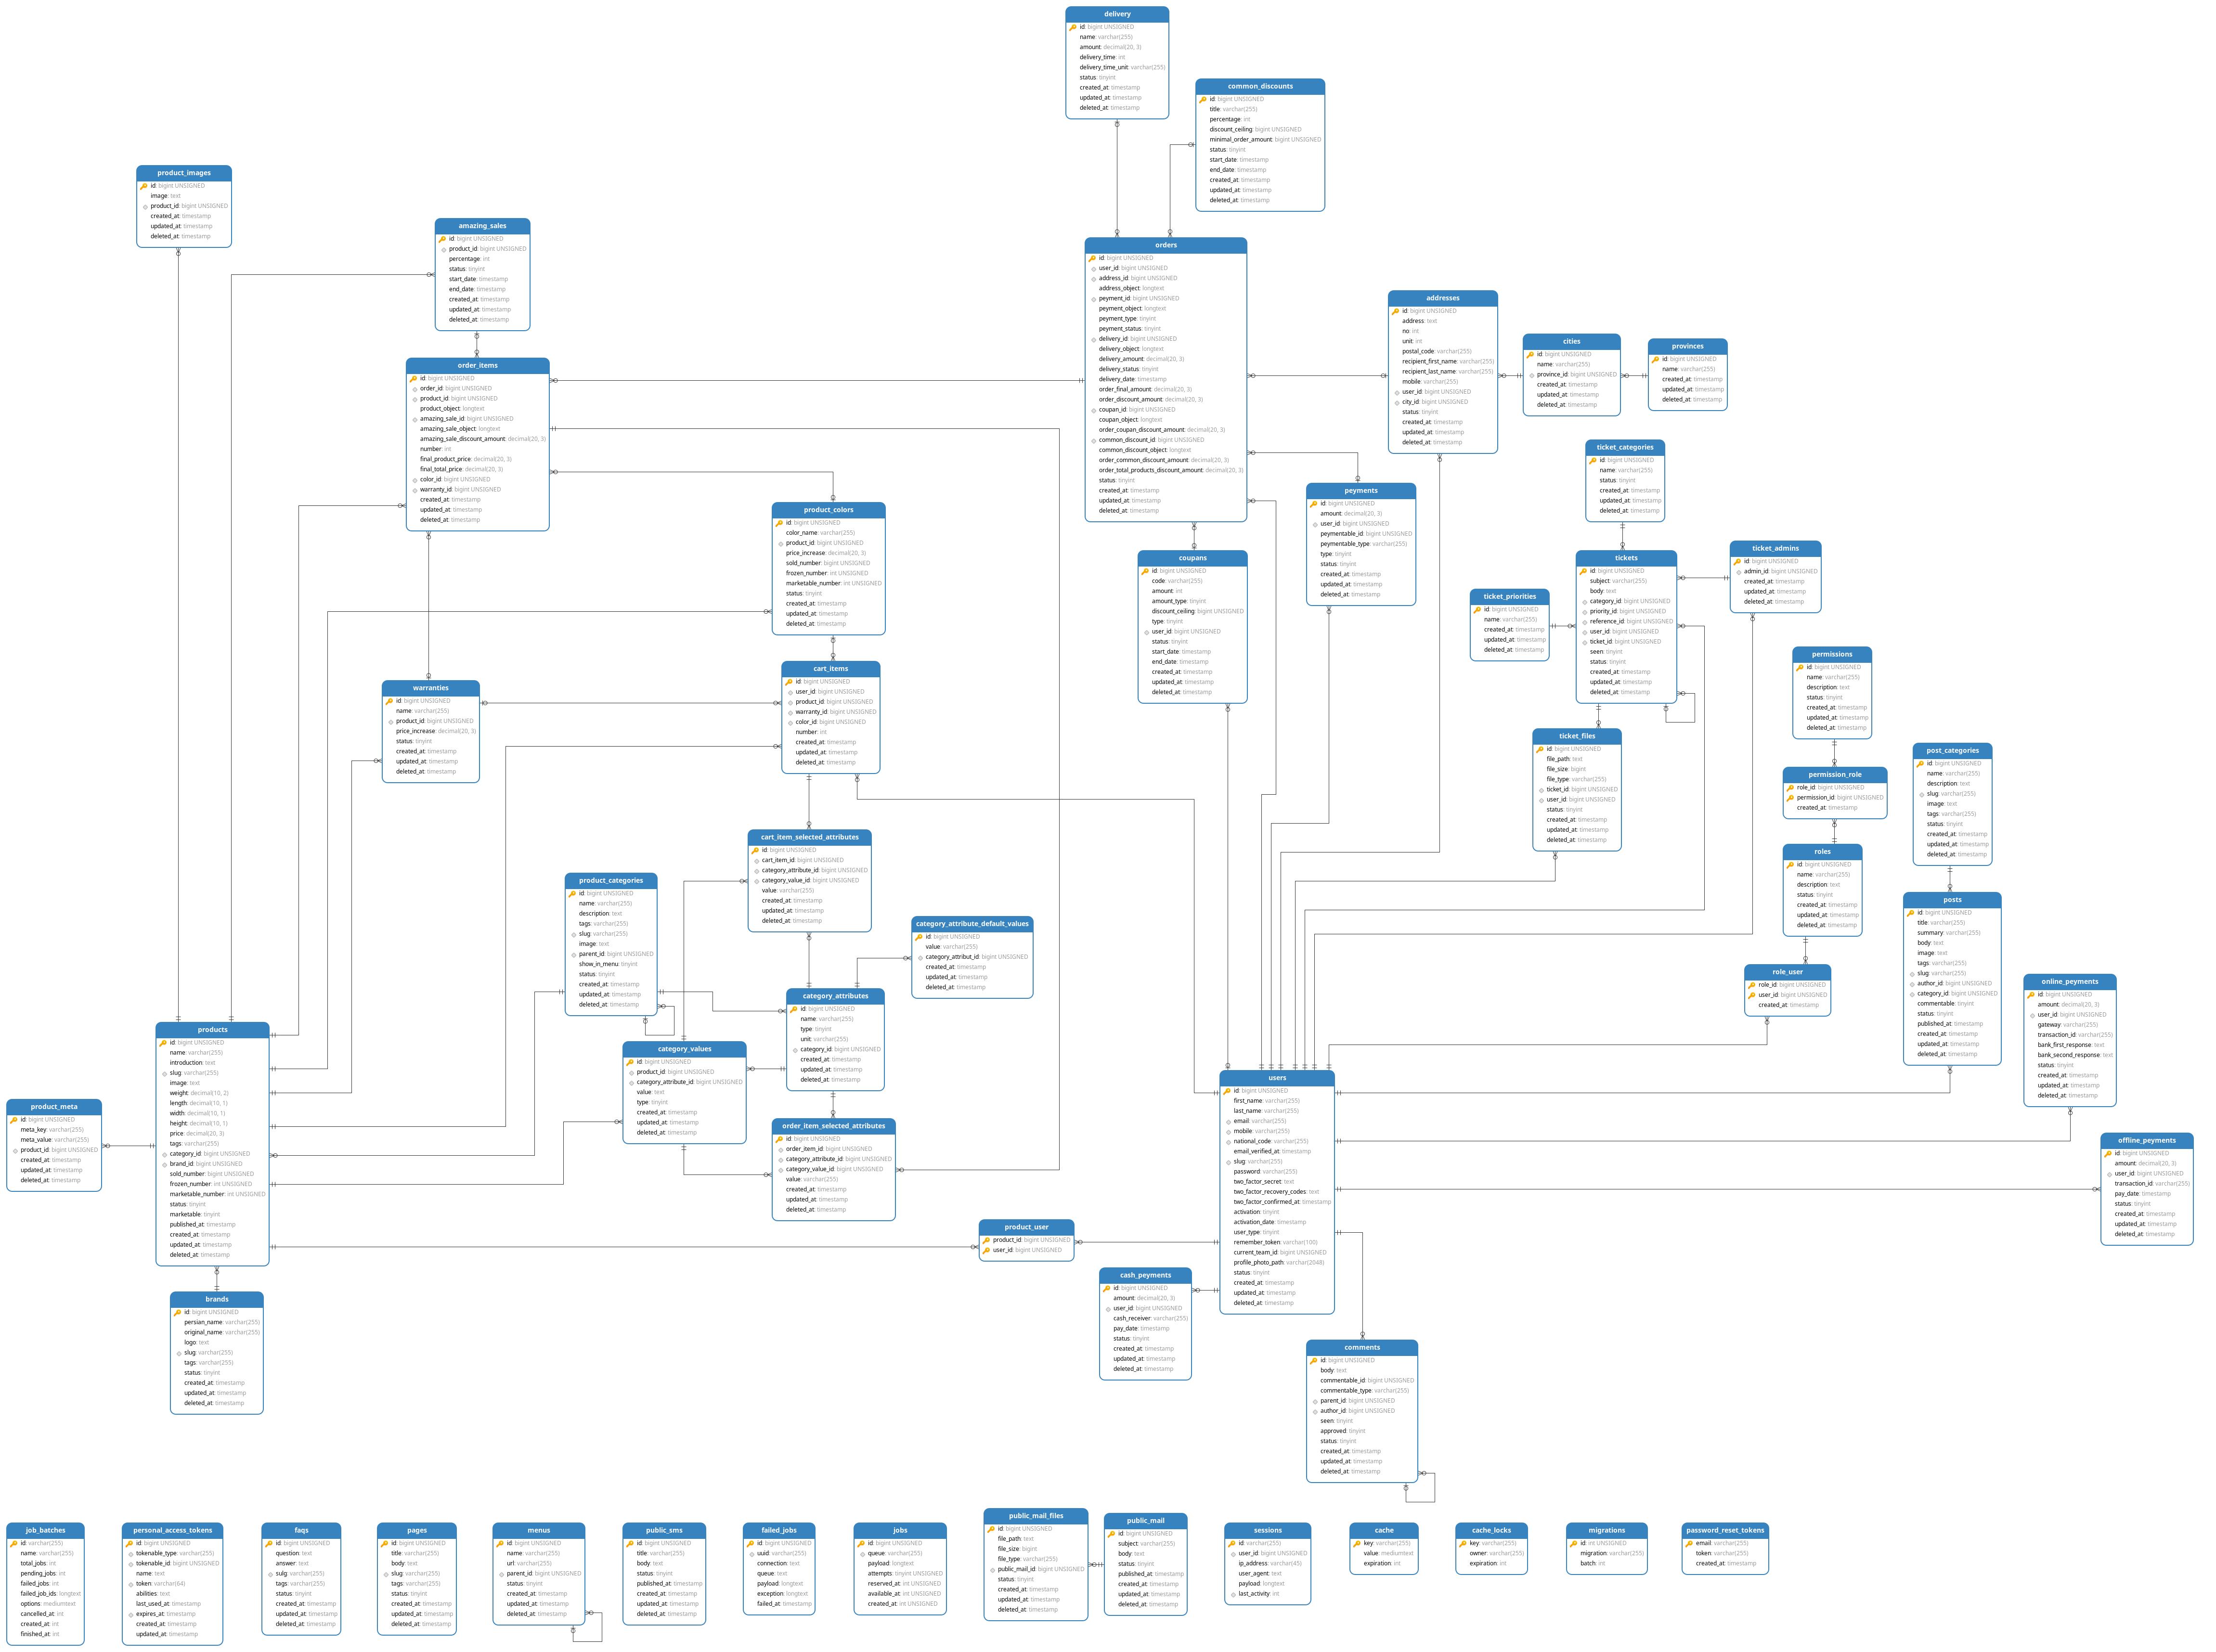 delivery
id: bigint UNSIGNED
name: varchar(255)
amount: decimal(20, 3)
delivery_time: int
delivery_time_unit: varchar(255)
status: tinyint
created_at: timestamp
updated_at: timestamp
deleted_at: timestamp
common_discounts
id: bigint UNSIGNED
title: varchar(255)
percentage: int
discount_ceiling: bigint UNSIGNED
minimal_order_amount: bigint UNSIGNED
status: tinyint
start_date: timestamp
end_date: timestamp
created_at: timestamp
updated_at: timestamp
deleted_at: timestamp
product_images
id: bigint UNSIGNED
image: text
product_id: bigint UNSIGNED
created_at: timestamp
updated_at: timestamp
deleted_at: timestamp
amazing_sales
id: bigint UNSIGNED
product_id: bigint UNSIGNED
percentage: int
status: tinyint
start_date: timestamp
end_date: timestamp
created_at: timestamp
updated_at: timestamp
deleted_at: timestamp
orders
id: bigint UNSIGNED
user_id: bigint UNSIGNED
address_id: bigint UNSIGNED
address_object: longtext
peyment_id: bigint UNSIGNED
peyment_object: longtext
peyment_type: tinyint
peyment_status: tinyint
delivery_id: bigint UNSIGNED
delivery_object: longtext
delivery_amount: decimal(20, 3)
delivery_status: tinyint
delivery_date: timestamp
order_final_amount: decimal(20, 3)
order_discount_amount: decimal(20, 3)
coupan_id: bigint UNSIGNED
coupan_object: longtext
order_coupan_discount_amount: decimal(20, 3)
common_discount_id: bigint UNSIGNED
common_discount_object: longtext
order_common_discount_amount: decimal(20, 3)
order_total_products_discount_amount: decimal(20, 3)
status: tinyint
created_at: timestamp
updated_at: timestamp
deleted_at: timestamp
addresses
id: bigint UNSIGNED
address: text
no: int
unit: int
postal_code: varchar(255)
recipient_first_name: varchar(255)
recipient_last_name: varchar(255)
mobile: varchar(255)
user_id: bigint UNSIGNED
city_id: bigint UNSIGNED
status: tinyint
created_at: timestamp
updated_at: timestamp
deleted_at: timestamp
cities
id: bigint UNSIGNED
name: varchar(255)
province_id: bigint UNSIGNED
created_at: timestamp
updated_at: timestamp
deleted_at: timestamp
provinces
id: bigint UNSIGNED
name: varchar(255)
created_at: timestamp
updated_at: timestamp
deleted_at: timestamp
order_items
id: bigint UNSIGNED
order_id: bigint UNSIGNED
product_id: bigint UNSIGNED
product_object: longtext
amazing_sale_id: bigint UNSIGNED
amazing_sale_object: longtext
amazing_sale_discount_amount: decimal(20, 3)
number: int
final_product_price: decimal(20, 3)
final_total_price: decimal(20, 3)
color_id: bigint UNSIGNED
warranty_id: bigint UNSIGNED
created_at: timestamp
updated_at: timestamp
deleted_at: timestamp
ticket_categories
id: bigint UNSIGNED
name: varchar(255)
status: tinyint
created_at: timestamp
updated_at: timestamp
deleted_at: timestamp
peyments
id: bigint UNSIGNED
amount: decimal(20, 3)
user_id: bigint UNSIGNED
peymentable_id: bigint UNSIGNED
peymentable_type: varchar(255)
type: tinyint
status: tinyint
created_at: timestamp
updated_at: timestamp
deleted_at: timestamp
product_colors
id: bigint UNSIGNED
color_name: varchar(255)
product_id: bigint UNSIGNED
price_increase: decimal(20, 3)
sold_number: bigint UNSIGNED
frozen_number: int UNSIGNED
marketable_number: int UNSIGNED
status: tinyint
created_at: timestamp
updated_at: timestamp
deleted_at: timestamp
coupans
id: bigint UNSIGNED
code: varchar(255)
amount: int
amount_type: tinyint
discount_ceiling: bigint UNSIGNED
type: tinyint
user_id: bigint UNSIGNED
status: tinyint
start_date: timestamp
end_date: timestamp
created_at: timestamp
updated_at: timestamp
deleted_at: timestamp
tickets
id: bigint UNSIGNED
subject: varchar(255)
body: text
category_id: bigint UNSIGNED
priority_id: bigint UNSIGNED
reference_id: bigint UNSIGNED
user_id: bigint UNSIGNED
ticket_id: bigint UNSIGNED
seen: tinyint
status: tinyint
created_at: timestamp
updated_at: timestamp
deleted_at: timestamp
ticket_admins
id: bigint UNSIGNED
admin_id: bigint UNSIGNED
created_at: timestamp
updated_at: timestamp
deleted_at: timestamp
ticket_priorities
id: bigint UNSIGNED
name: varchar(255)
created_at: timestamp
updated_at: timestamp
deleted_at: timestamp
permissions
id: bigint UNSIGNED
name: varchar(255)
description: text
status: tinyint
created_at: timestamp
updated_at: timestamp
deleted_at: timestamp
cart_items
id: bigint UNSIGNED
user_id: bigint UNSIGNED
product_id: bigint UNSIGNED
warranty_id: bigint UNSIGNED
color_id: bigint UNSIGNED
number: int
created_at: timestamp
updated_at: timestamp
deleted_at: timestamp
warranties
id: bigint UNSIGNED
name: varchar(255)
product_id: bigint UNSIGNED
price_increase: decimal(20, 3)
status: tinyint
created_at: timestamp
updated_at: timestamp
deleted_at: timestamp
ticket_files
id: bigint UNSIGNED
file_path: text
file_size: bigint
file_type: varchar(255)
ticket_id: bigint UNSIGNED
user_id: bigint UNSIGNED
status: tinyint
created_at: timestamp
updated_at: timestamp
deleted_at: timestamp
post_categories
id: bigint UNSIGNED
name: varchar(255)
description: text
slug: varchar(255)
image: text
tags: varchar(255)
status: tinyint
created_at: timestamp
updated_at: timestamp
deleted_at: timestamp
permission_role
role_id: bigint UNSIGNED
permission_id: bigint UNSIGNED
created_at: timestamp
cart_item_selected_attributes
id: bigint UNSIGNED
cart_item_id: bigint UNSIGNED
category_attribute_id: bigint UNSIGNED
category_value_id: bigint UNSIGNED
value: varchar(255)
created_at: timestamp
updated_at: timestamp
deleted_at: timestamp
roles
id: bigint UNSIGNED
name: varchar(255)
description: text
status: tinyint
created_at: timestamp
updated_at: timestamp
deleted_at: timestamp
product_categories
id: bigint UNSIGNED
name: varchar(255)
description: text
tags: varchar(255)
slug: varchar(255)
image: text
parent_id: bigint UNSIGNED
show_in_menu: tinyint
status: tinyint
created_at: timestamp
updated_at: timestamp
deleted_at: timestamp
posts
id: bigint UNSIGNED
title: varchar(255)
summary: varchar(255)
body: text
image: text
tags: varchar(255)
slug: varchar(255)
author_id: bigint UNSIGNED
category_id: bigint UNSIGNED
commentable: tinyint
status: tinyint
published_at: timestamp
created_at: timestamp
updated_at: timestamp
deleted_at: timestamp
category_attribute_default_values
id: bigint UNSIGNED
value: varchar(255)
category_attribut_id: bigint UNSIGNED
created_at: timestamp
updated_at: timestamp
deleted_at: timestamp
role_user
role_id: bigint UNSIGNED
user_id: bigint UNSIGNED
created_at: timestamp
online_peyments
id: bigint UNSIGNED
amount: decimal(20, 3)
user_id: bigint UNSIGNED
gateway: varchar(255)
transaction_id: varchar(255)
bank_first_response: text
bank_second_response: text
status: tinyint
created_at: timestamp
updated_at: timestamp
deleted_at: timestamp
category_attributes
id: bigint UNSIGNED
name: varchar(255)
type: tinyint
unit: varchar(255)
category_id: bigint UNSIGNED
created_at: timestamp
updated_at: timestamp
deleted_at: timestamp
products
id: bigint UNSIGNED
name: varchar(255)
introduction: text
slug: varchar(255)
image: text
weight: decimal(10, 2)
length: decimal(10, 1)
width: decimal(10, 1)
height: decimal(10, 1)
price: decimal(20, 3)
tags: varchar(255)
category_id: bigint UNSIGNED
brand_id: bigint UNSIGNED
sold_number: bigint UNSIGNED
frozen_number: int UNSIGNED
marketable_number: int UNSIGNED
status: tinyint
marketable: tinyint
published_at: timestamp
created_at: timestamp
updated_at: timestamp
deleted_at: timestamp
category_values
id: bigint UNSIGNED
product_id: bigint UNSIGNED
category_attribute_id: bigint UNSIGNED
value: text
type: tinyint
created_at: timestamp
updated_at: timestamp
deleted_at: timestamp
users
id: bigint UNSIGNED
first_name: varchar(255)
last_name: varchar(255)
email: varchar(255)
mobile: varchar(255)
national_code: varchar(255)
email_verified_at: timestamp
slug: varchar(255)
password: varchar(255)
two_factor_secret: text
two_factor_recovery_codes: text
two_factor_confirmed_at: timestamp
activation: tinyint
activation_date: timestamp
user_type: tinyint
remember_token: varchar(100)
current_team_id: bigint UNSIGNED
profile_photo_path: varchar(2048)
status: tinyint
created_at: timestamp
updated_at: timestamp
deleted_at: timestamp
product_meta
id: bigint UNSIGNED
meta_key: varchar(255)
meta_value: varchar(255)
product_id: bigint UNSIGNED
created_at: timestamp
updated_at: timestamp
deleted_at: timestamp
order_item_selected_attributes
id: bigint UNSIGNED
order_item_id: bigint UNSIGNED
category_attribute_id: bigint UNSIGNED
category_value_id: bigint UNSIGNED
value: varchar(255)
created_at: timestamp
updated_at: timestamp
deleted_at: timestamp
offline_peyments
id: bigint UNSIGNED
amount: decimal(20, 3)
user_id: bigint UNSIGNED
transaction_id: varchar(255)
pay_date: timestamp
status: tinyint
created_at: timestamp
updated_at: timestamp
deleted_at: timestamp
product_user
product_id: bigint UNSIGNED
user_id: bigint UNSIGNED
cash_peyments
id: bigint UNSIGNED
amount: decimal(20, 3)
user_id: bigint UNSIGNED
cash_receiver: varchar(255)
pay_date: timestamp
status: tinyint
created_at: timestamp
updated_at: timestamp
deleted_at: timestamp
brands
id: bigint UNSIGNED
persian_name: varchar(255)
original_name: varchar(255)
logo: text
slug: varchar(255)
tags: varchar(255)
status: tinyint
created_at: timestamp
updated_at: timestamp
deleted_at: timestamp
comments
id: bigint UNSIGNED
body: text
commentable_id: bigint UNSIGNED
commentable_type: varchar(255)
parent_id: bigint UNSIGNED
author_id: bigint UNSIGNED
seen: tinyint
approved: tinyint
status: tinyint
created_at: timestamp
updated_at: timestamp
deleted_at: timestamp
job_batches
id: varchar(255)
name: varchar(255)
total_jobs: int
pending_jobs: int
failed_jobs: int
failed_job_ids: longtext
options: mediumtext
cancelled_at: int
created_at: int
finished_at: int
personal_access_tokens
id: bigint UNSIGNED
tokenable_type: varchar(255)
tokenable_id: bigint UNSIGNED
name: text
token: varchar(64)
abilities: text
last_used_at: timestamp
expires_at: timestamp
created_at: timestamp
updated_at: timestamp
faqs
id: bigint UNSIGNED
question: text
answer: text
sulg: varchar(255)
tags: varchar(255)
status: tinyint
created_at: timestamp
updated_at: timestamp
deleted_at: timestamp
pages
id: bigint UNSIGNED
title: varchar(255)
body: text
slug: varchar(255)
tags: varchar(255)
status: tinyint
created_at: timestamp
updated_at: timestamp
deleted_at: timestamp
menus
id: bigint UNSIGNED
name: varchar(255)
url: varchar(255)
parent_id: bigint UNSIGNED
status: tinyint
created_at: timestamp
updated_at: timestamp
deleted_at: timestamp
public_sms
id: bigint UNSIGNED
title: varchar(255)
body: text
status: tinyint
published_at: timestamp
created_at: timestamp
updated_at: timestamp
deleted_at: timestamp
failed_jobs
id: bigint UNSIGNED
uuid: varchar(255)
connection: text
queue: text
payload: longtext
exception: longtext
failed_at: timestamp
jobs
id: bigint UNSIGNED
queue: varchar(255)
payload: longtext
attempts: tinyint UNSIGNED
reserved_at: int UNSIGNED
available_at: int UNSIGNED
created_at: int UNSIGNED
public_mail_files
id: bigint UNSIGNED
file_path: text
file_size: bigint
file_type: varchar(255)
public_mail_id: bigint UNSIGNED
status: tinyint
created_at: timestamp
updated_at: timestamp
deleted_at: timestamp
public_mail
id: bigint UNSIGNED
subject: varchar(255)
body: text
status: tinyint
published_at: timestamp
created_at: timestamp
updated_at: timestamp
deleted_at: timestamp
sessions
id: varchar(255)
user_id: bigint UNSIGNED
ip_address: varchar(45)
user_agent: text
payload: longtext
last_activity: int
cache
key: varchar(255)
value: mediumtext
expiration: int
cache_locks
key: varchar(255)
owner: varchar(255)
expiration: int
migrations
id: int UNSIGNED
migration: varchar(255)
batch: int
password_reset_tokens
email: varchar(255)
token: varchar(255)
created_at: timestamp